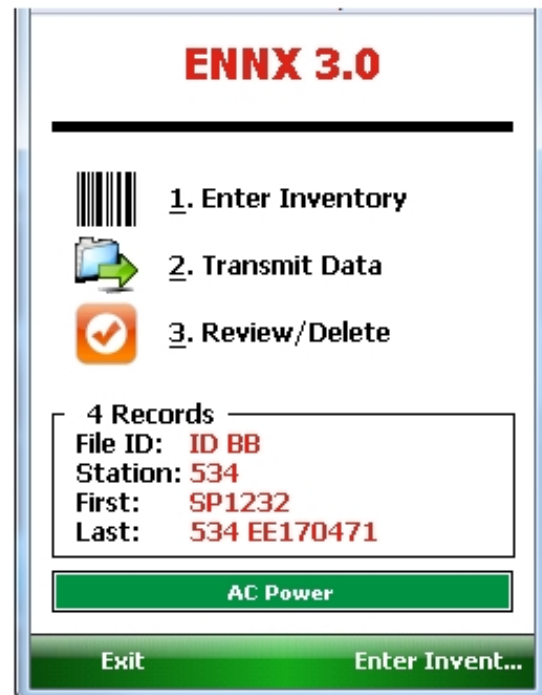 ENNX 3.0
1. Enter Inventory
2. Transmit Data
3. Review/Delete
4 Records
File ID: ID BB
Station: 534
First: SP1232
Last: 534 EE170471
AC Power
Exit Enter Invent...